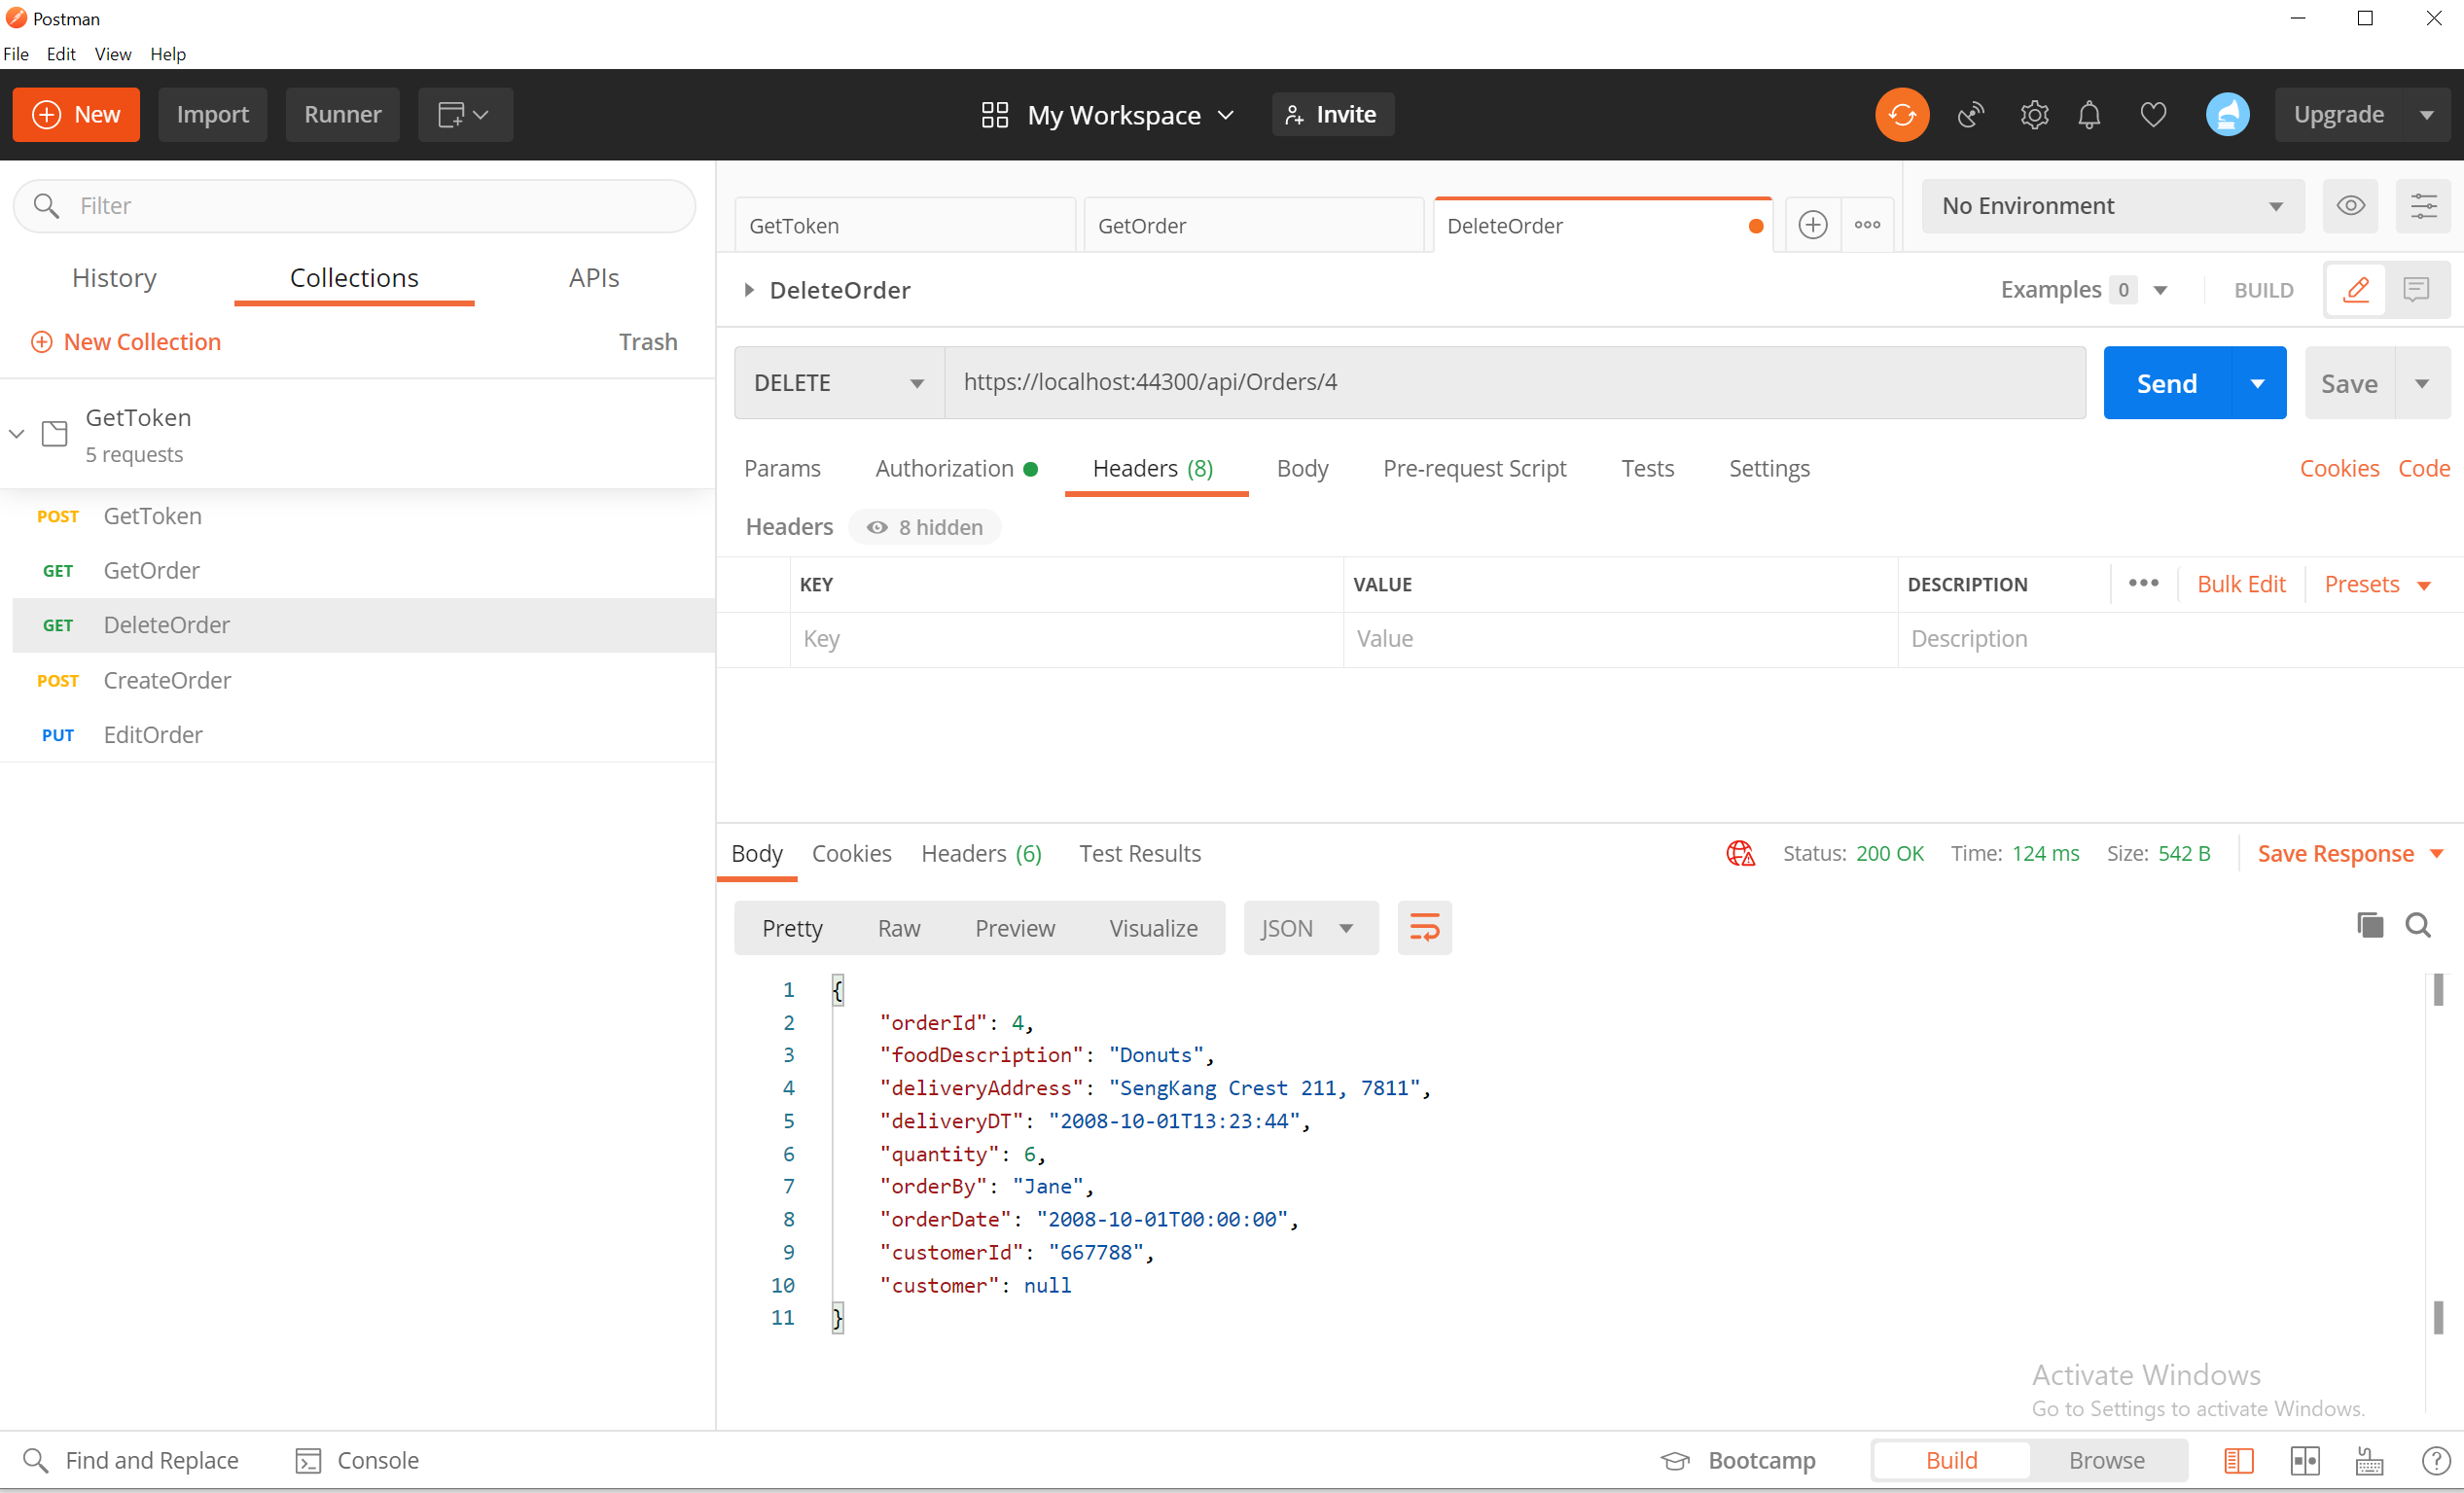 Postman
File Edit View Help
New Import Runner My Workspace Invite Upgrade
Filter
History Collections APIs
New Collection Trash
GetToken
5 requests
POST GetToken
GET GetOrder
GET DeleteOrder
POST CreateOrder
PUT EditOrder
GetToken GetOrder DeleteOrder No Environment
DeleteOrder Examples 0 BUILD
DELETE https://localhost:44300/api/Orders/4 Send Save
Params Authorization Headers (8) Body Pre-request Script Tests Settings Cookies Code
Headers 8 hidden
KEY VALUE DESCRIPTION Bulk Edit Presets
Key Value Description
Body Cookies Headers (6) Test Results Status: 200 OK Time: 124 ms Size: 542 B Save Response
Pretty Raw Preview Visualize JSON
1 {
2 "orderId": 4,
3 "foodDescription": "Donuts",
4 "deliveryAddress": "SengKang Crest 211, 7811",
5 "deliveryDT": "2008-10-01T13:23:44",
6 "quantity": 6,
7 "orderBy": "Jane",
8 "orderDate": "2008-10-01T00:00:00",
9 "customerId": "667788",
10 "customer": null
11 }
Activate Windows
Go to Settings to activate Windows.
Find and Replace Console Bootcamp Build Browse